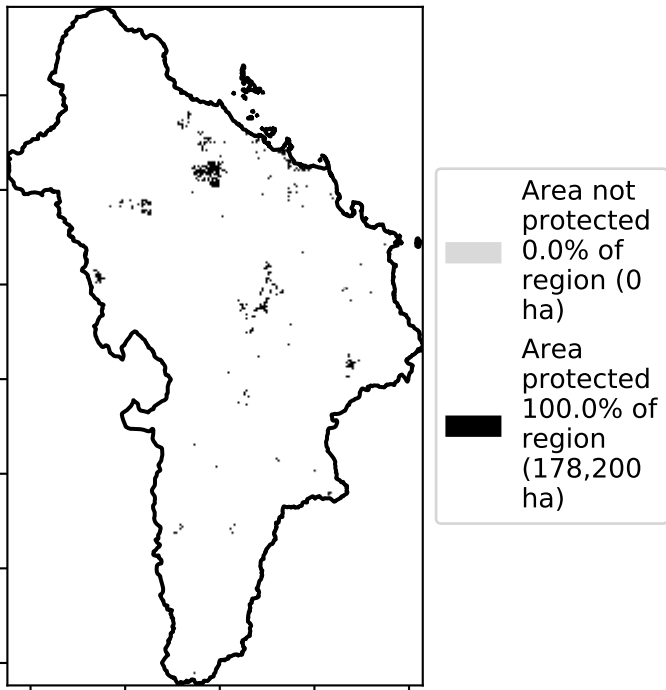 Area not
protected
0.0% of
region (0
ha)
Area
protected
100.0% of
region
(178,200
ha)